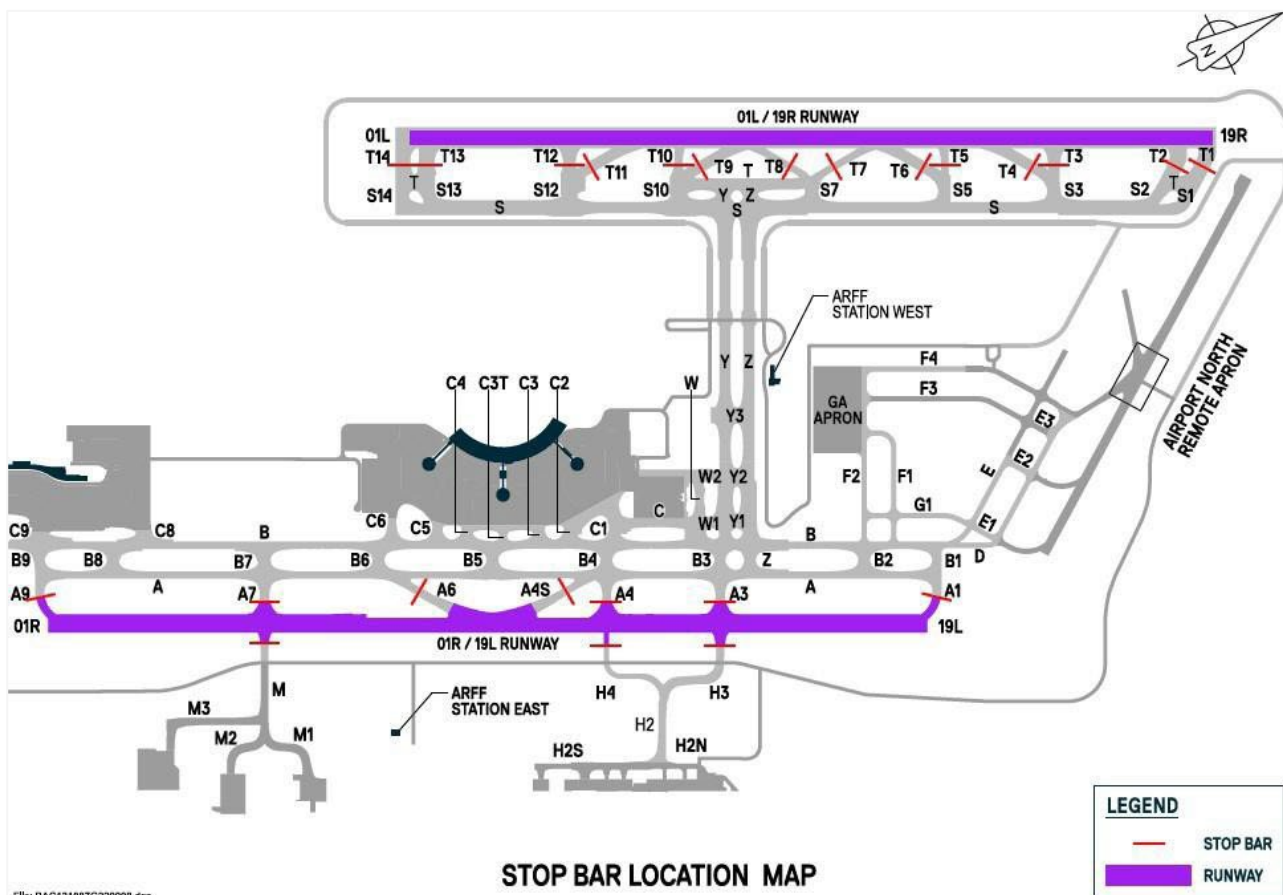 N
01L / 19R RUNWAY
01L
19R
T14
T13
T12
T11
T10
T9
T
T8
T7
T6
T5
T4
T3
T2
T1
T
S14
S13
S12
S10
Y
Z
S7
S5
S3
S2
T
S1
S
S
S
ARFF
STATION WEST
Y
Z
F4
F3
GA
APRON
E3
AIRPORT NORTH
REMOTE APRON
C4
C3T
C3
C2
W
Y3
W2
Y2
F2
F1
E
E2
C9
C8
B
C6
C5
C1
C
W1
Y1
B
G1
E1
B9
B8
B7
B6
B5
B4
B3
Z
B2
B1
D
A9
A
A7
A6
A4S
A4
A3
A
A1
01R
19L
01R / 19L RUNWAY
M
ARFF
STATION EAST
H4
H3
M3
M2
M1
H2
H2S
H2N
LEGEND
STOP BAR
RUNWAY
STOP BAR LOCATION MAP